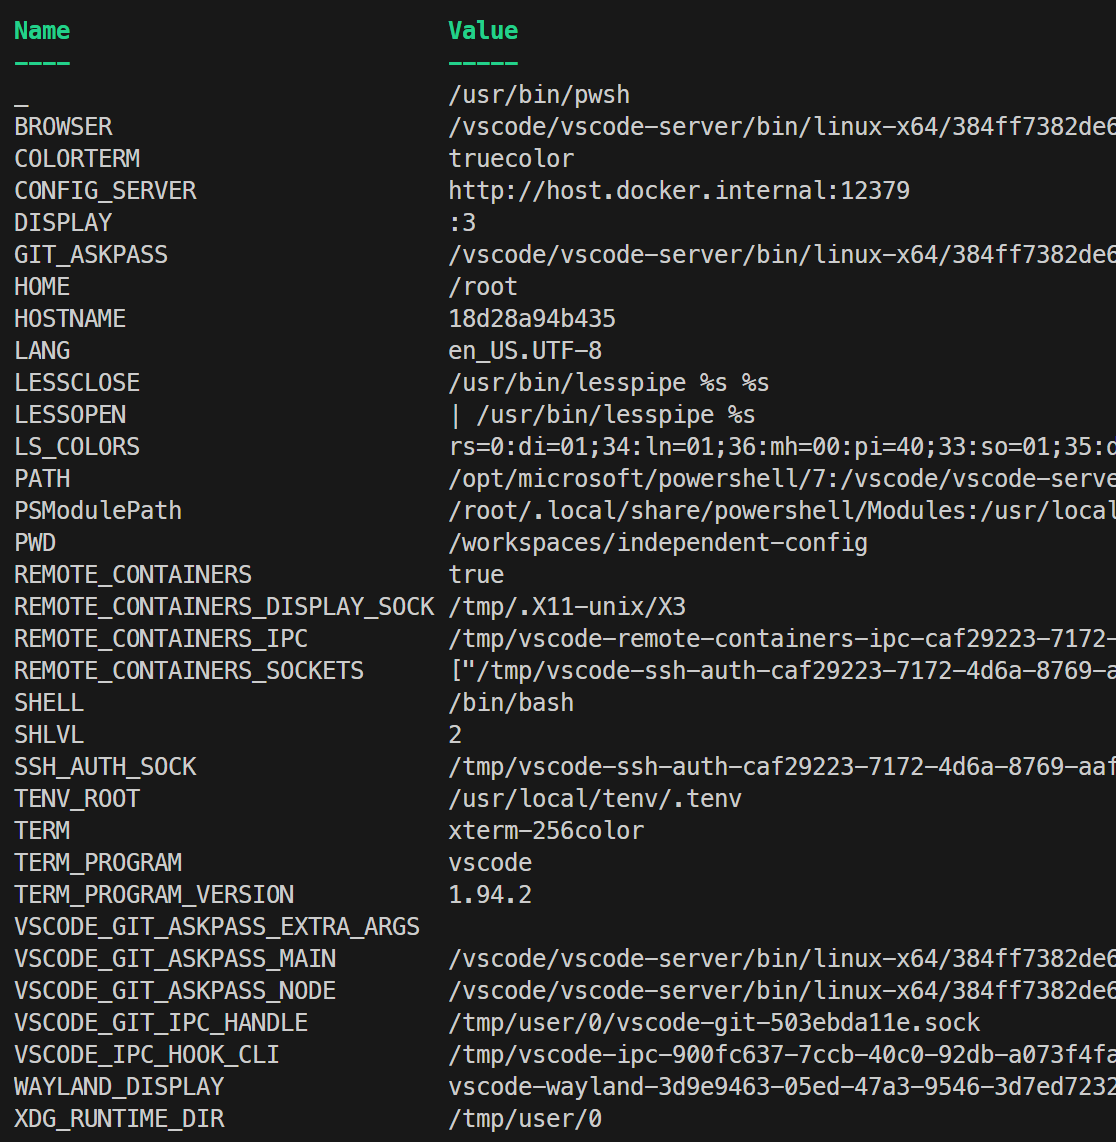 Name Value
---- -----
_ /usr/bin/pwsh
BROWSER /vscode/vscode-server/bin/linux-x64/384ff7382de6
COLORTERM truecolor
CONFIG_SERVER http://host.docker.internal:12379
DISPLAY :3
GIT_ASKPASS /vscode/vscode-server/bin/linux-x64/384ff7382de6
HOME /root
HOSTNAME 18d28a94b435
LANG en_US.UTF-8
LESSCLOSE /usr/bin/lesspipe %s %s
LESSOPEN | /usr/bin/lesspipe %s
LS_COLORS rs=0:di=01;34:ln=01;36:mh=00:pi=40;33:so=01;35:d
PATH /opt/microsoft/powershell/7:/vscode/vscode-serve
PSModulePath /root/.local/share/powershell/Modules:/usr/local
PWD /workspaces/independent-config
REMOTE_CONTAINERS true
REMOTE_CONTAINERS_DISPLAY_SOCK /tmp/.X11-unix/X3
REMOTE_CONTAINERS_IPC /tmp/vscode-remote-containers-ipc-caf29223-7172-
REMOTE_CONTAINERS_SOCKETS ["/tmp/vscode-ssh-auth-caf29223-7172-4d6a-8769-a
SHELL /bin/bash
SHLVL 2
SSH_AUTH_SOCK /tmp/vscode-ssh-auth-caf29223-7172-4d6a-8769-aaf
TENV_ROOT /usr/local/tenv/.tenv
TERM xterm-256color
TERM_PROGRAM vscode
TERM_PROGRAM_VERSION 1.94.2
VSCODE_GIT_ASKPASS_EXTRA_ARGS
VSCODE_GIT_ASKPASS_MAIN /vscode/vscode-server/bin/linux-x64/384ff7382de6
VSCODE_GIT_ASKPASS_NODE /vscode/vscode-server/bin/linux-x64/384ff7382de6
VSCODE_GIT_IPC_HANDLE /tmp/user/0/vscode-git-503ebda11e.sock
VSCODE_IPC_HOOK_CLI /tmp/vscode-ipc-900fc637-7ccb-40c0-92db-a073f4fa
WAYLAND_DISPLAY vscode-wayland-3d9e9463-05ed-47a3-9546-3d7ed7232
XDG_RUNTIME_DIR /tmp/user/0